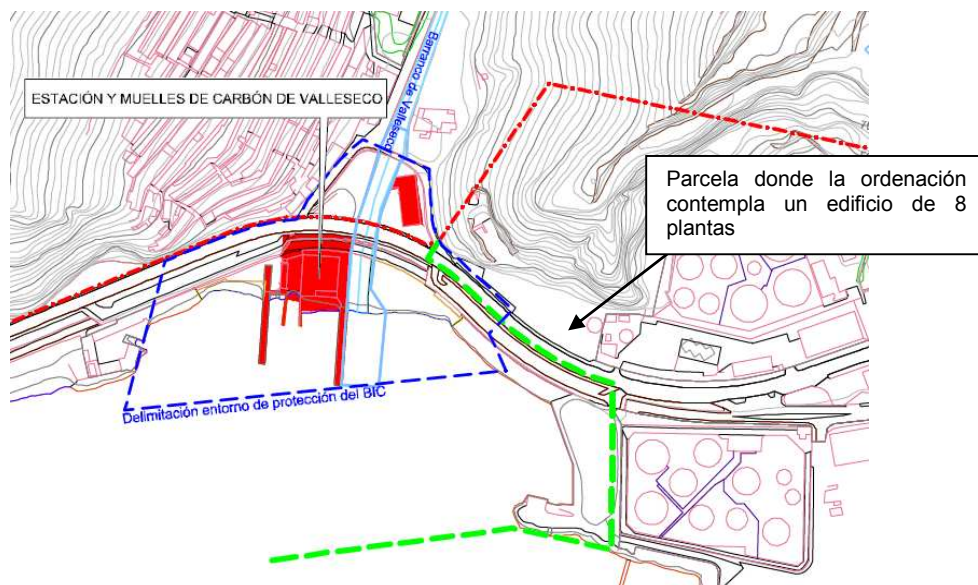 ESTACIÓN Y MUELLES DE CARBÓN DE VALLESECO
Barranco de Valleseco
Parcela donde la ordenación
contempla un edificio de 8
plantas
Delimitación entorno de protección del BIC